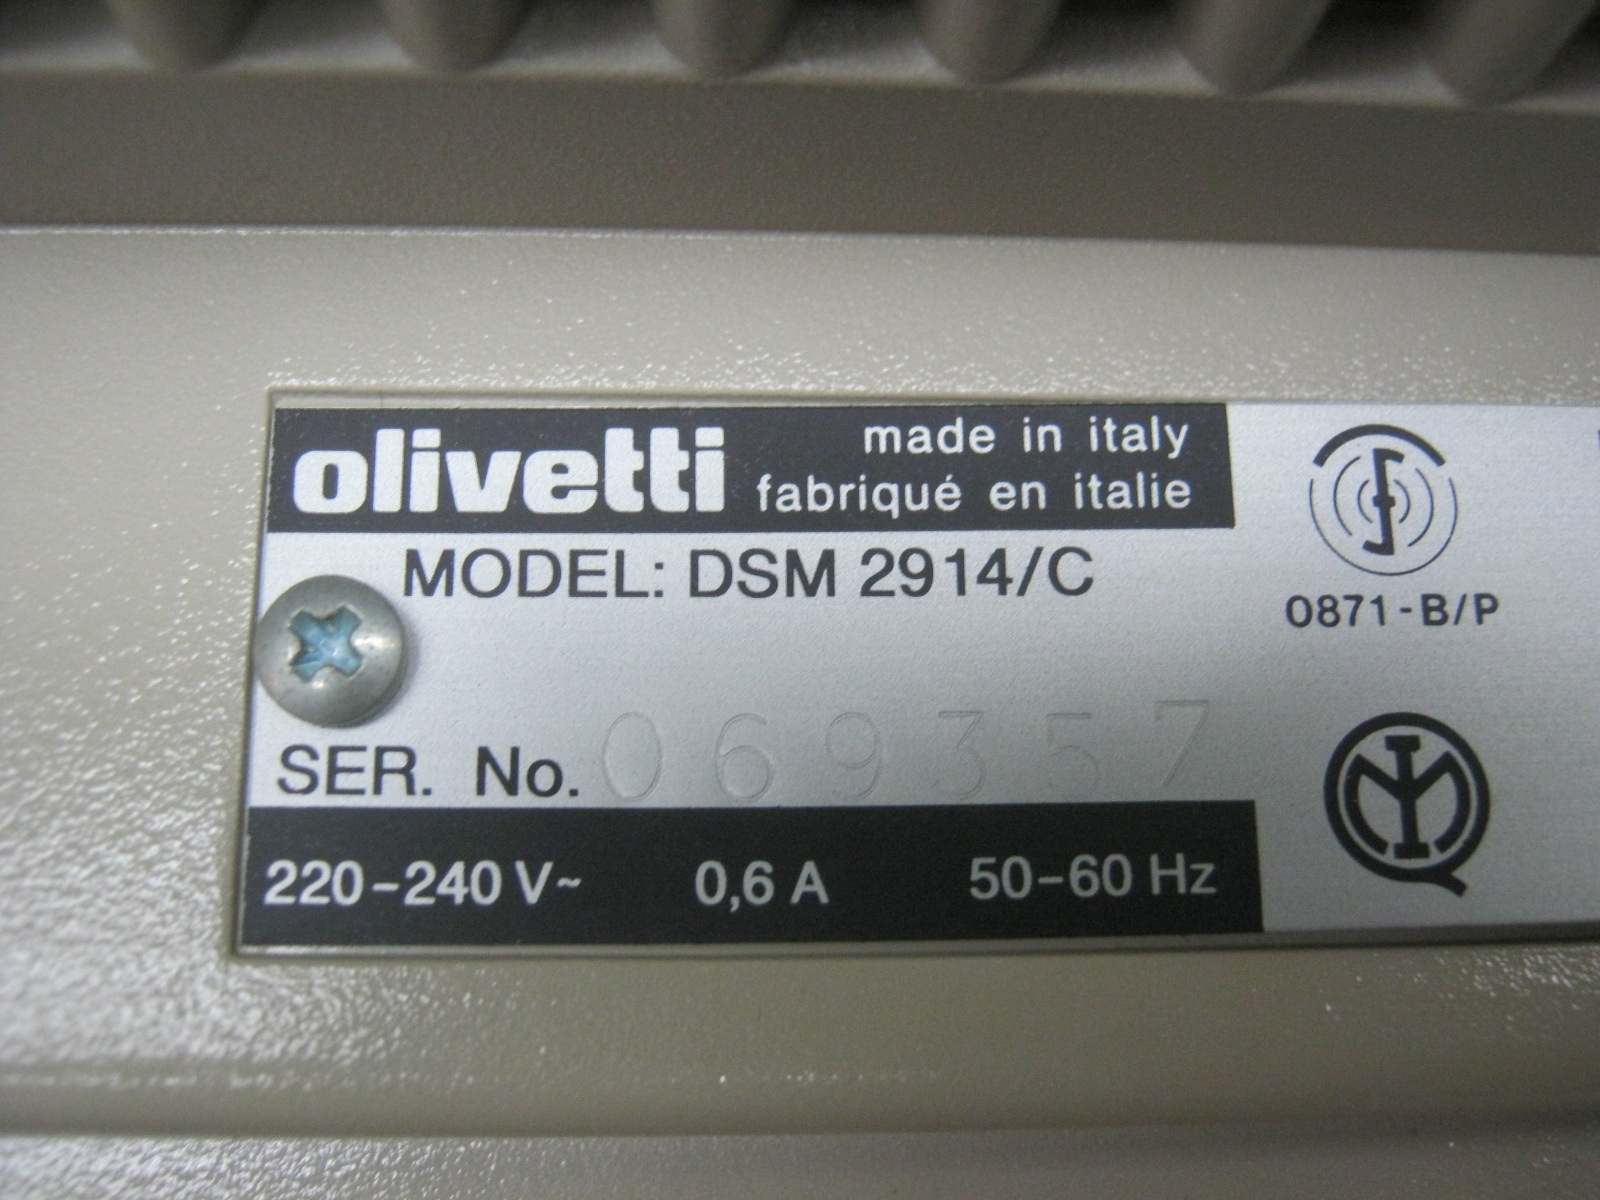 olivetti made in italy
fabriqué en italie
MODEL: DSM 2914/C
0871-B/P
SER. No. 069357
220-240 V~ 0,6 A 50-60 Hz